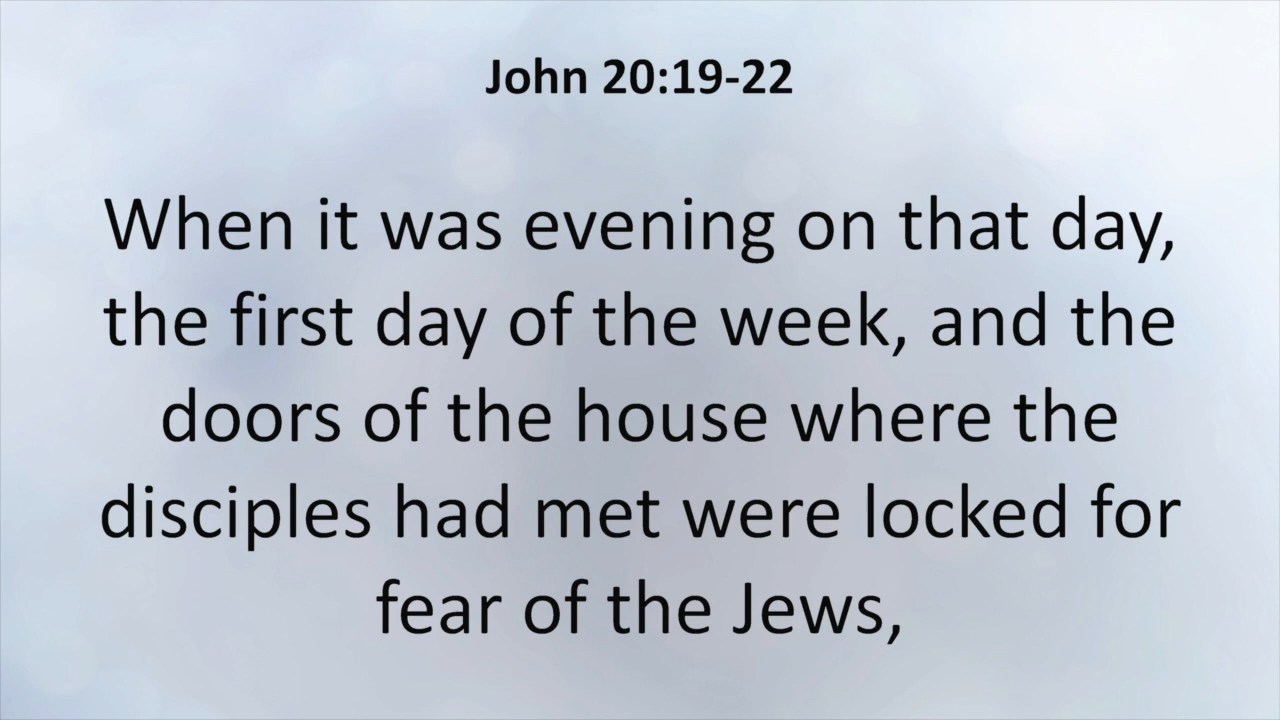 John 20:19-22
When it was evening on that day,
the first day of the week, and the
doors of the house where the
disciples had met were locked for
fear of the Jews,